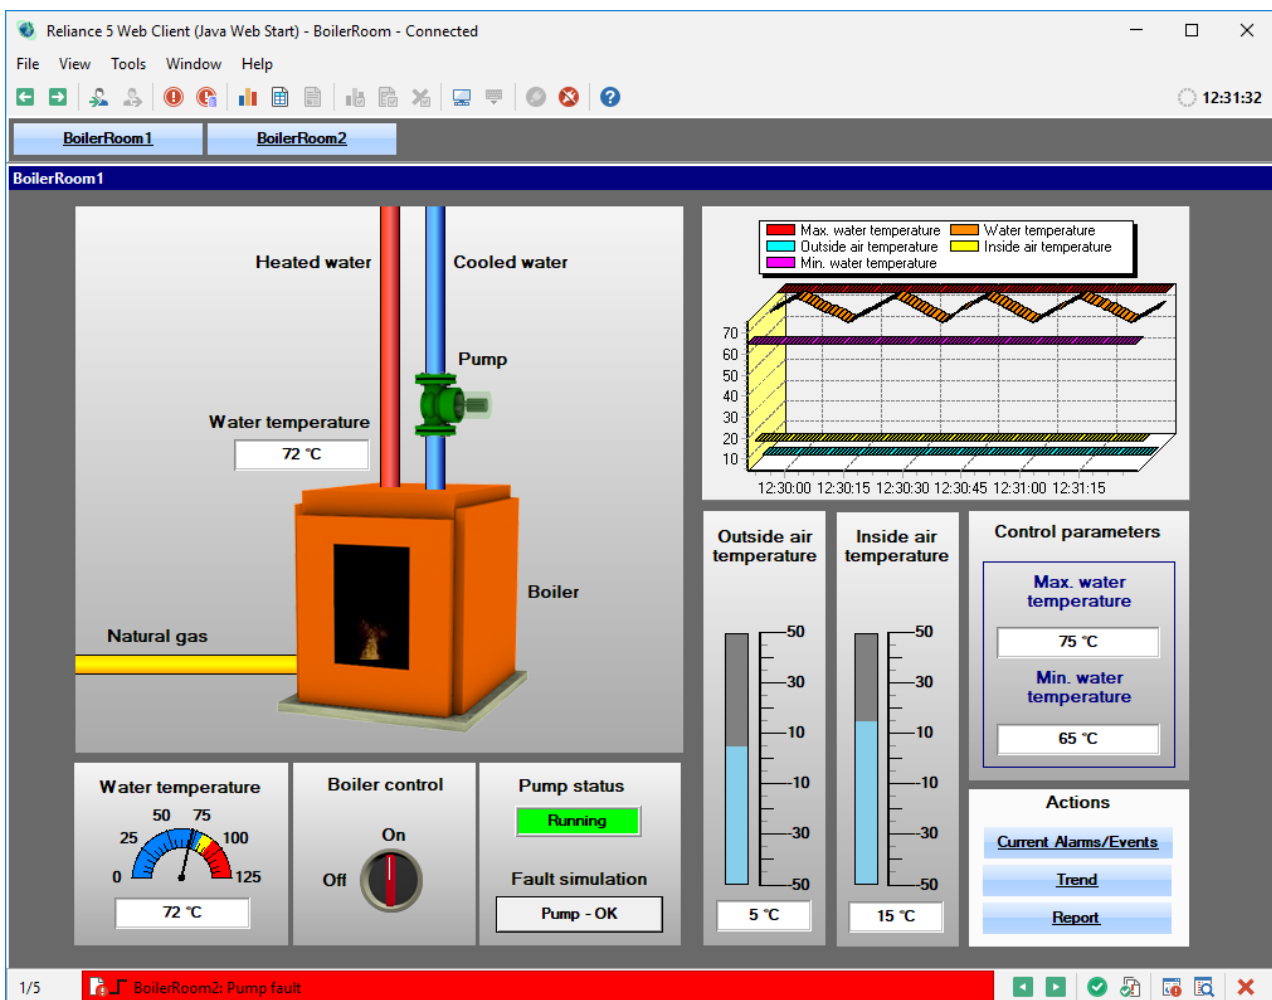 Reliance 5 Web Client (Java Web Start) - BoilerRoom - Connected
File View Tools Window Help
12:31:32
BoilerRoom1 BoilerRoom2
BoilerRoom1
Heated water
Cooled water
Pump
Water temperature
72 °C
Boiler
Natural gas
Max. water temperature Water temperature
Outside air temperature Inside air temperature
Min. water temperature
70
60
50
40
30
20
10
12:30:00 12:30:15 12:30:30 12:30:45 12:31:00 12:31:15
Outside air
temperature
50
30
10
-10
-30
-50
5 °C
Inside air
temperature
50
30
10
-10
-30
-50
15 °C
Control parameters
Max. water
temperature
75 °C
Min. water
temperature
65 °C
Water temperature
0 25 50 75 100 125
72 °C
Boiler control
On
Off
Pump status
Running
Fault simulation
Pump - OK
Actions
Current Alarms/Events
Trend
Report
1/5
BoilerRoom2: Pump fault